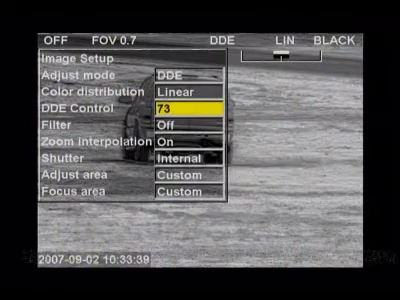 OFF FOV 0.7 DDE LIN BLACK
Image Setup
Adjust mode DDE
Color distribution Linear
DDE Control 73
Filter Off
Zoom interpolation On
Shutter Internal
Adjust area Custom
Focus area Custom
2007-09-02 10:33:39